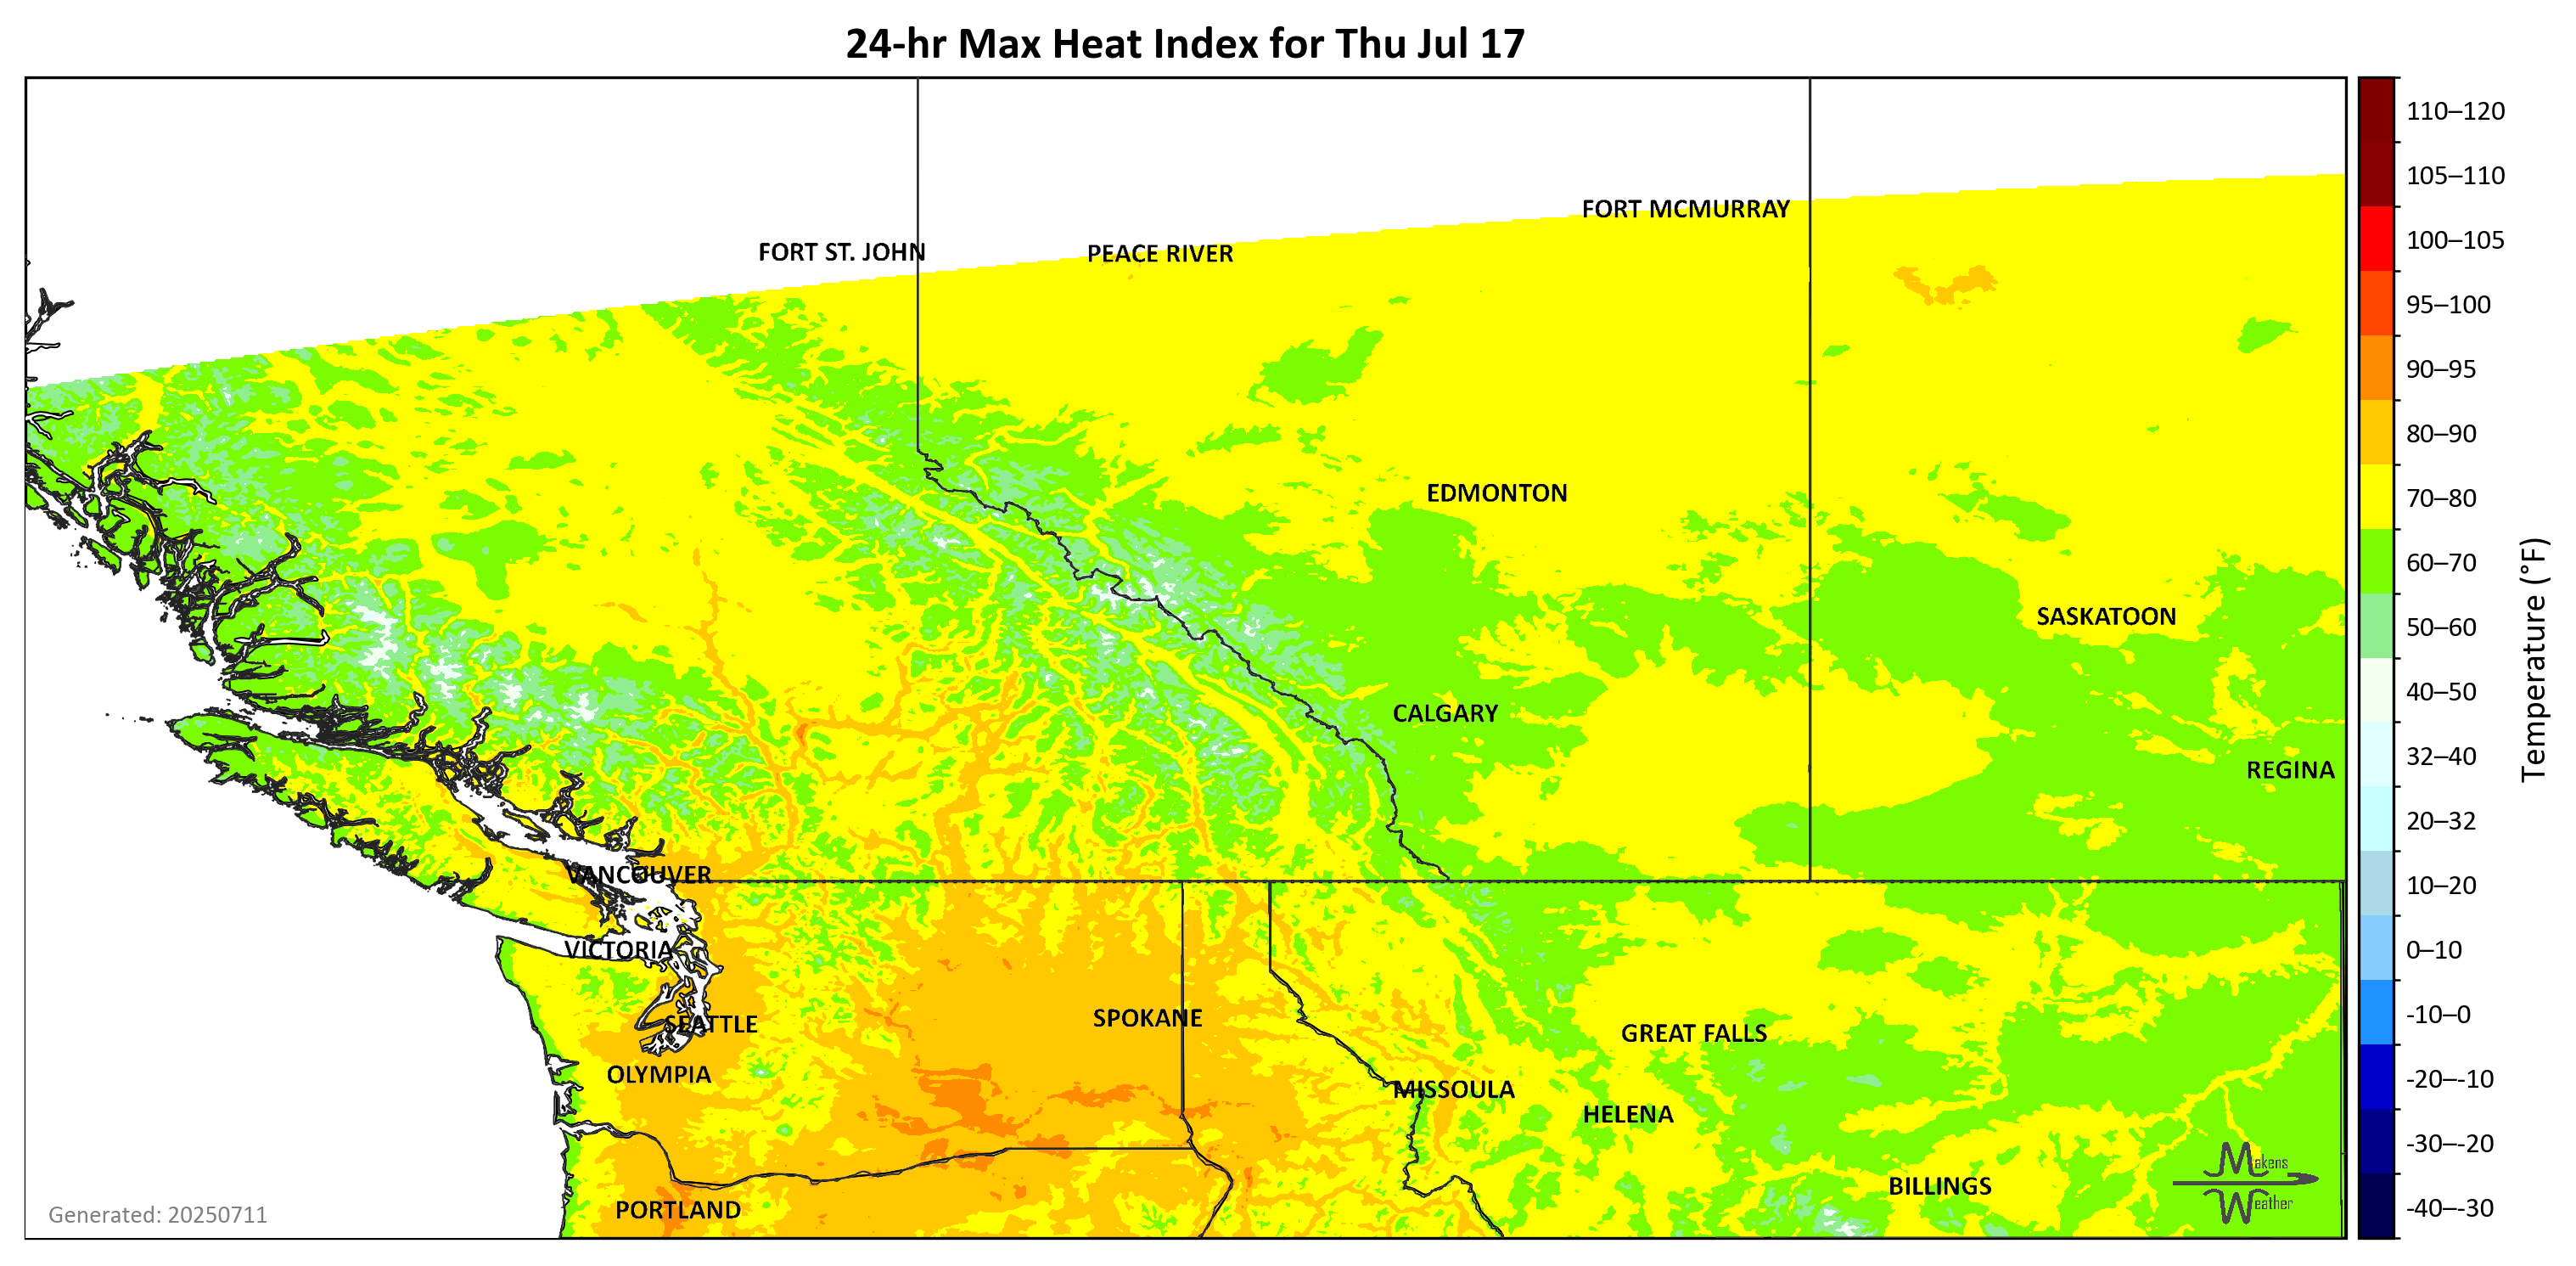 24-hr Max Heat Index for Thu Jul 17
FORT MCMURRAY
FORT ST. JOHN
PEACE RIVER
EDMONTON
SASKATOON
CALGARY
REGINA
VANCOUVER
VICTORIA
SEATTLE
SPOKANE
GREAT FALLS
OLYMPIA
MISSOULA
HELENA
BILLINGS
PORTLAND
Makens
Weather
Generated: 20250711
110–120
105–110
100–105
95–100
90–95
80–90
70–80
60–70
50–60
40–50
32–40
20–32
10–20
0–10
-10–0
-20–-10
-30–-20
-40–-30
Temperature (°F)